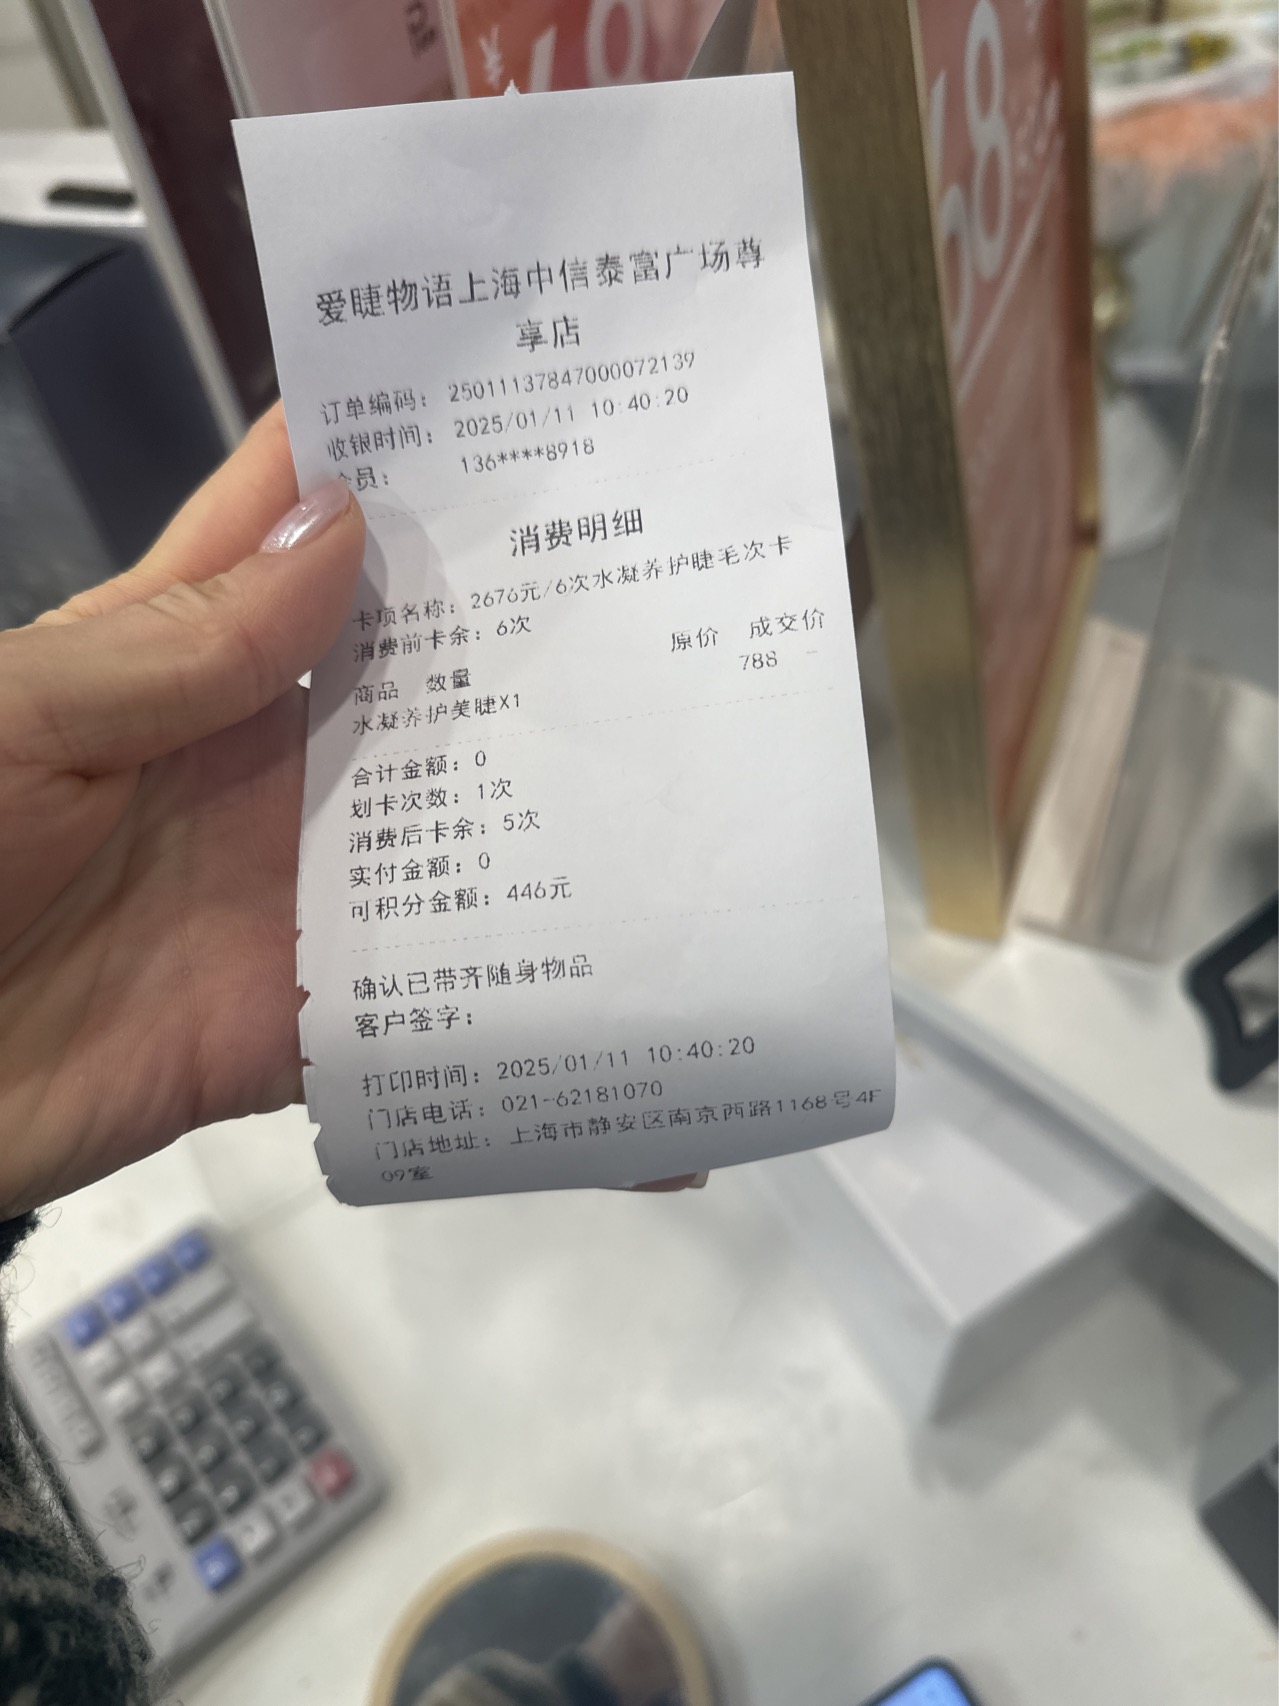 爱睫物语上海中信泰富广场尊
享店
订单编码： 25011137847000072139
收银时间： 2025/01/11 10:40:20
员： 136****8918
消费明细
卡项名称：2676元/6次水凝养护睫毛次卡
消费前卡余：6次
商品 数量 原价 成交价
水凝养护美睫X1 788 -
合计金额：0
划卡次数：1次
消费后卡余：5次
实付金额：0
可积分金额：446元
确认已带齐随身物品
客户签字：
打印时间：2025/01/11 10:40:20
门店电话：021-62181070
门店地址：上海市静安区南京西路1168号4F
09室
68